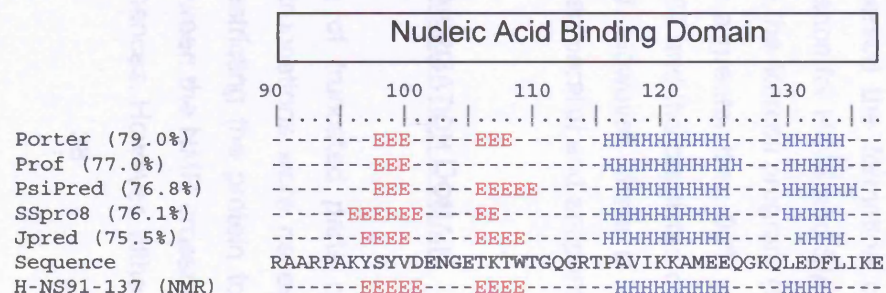 Nucleic Acid Binding Domain
90 100 110 120 130
Porter (79.0%) --------EEE-----EEE-------HHHHHHHHHH----HHHHH---
Prof (77.0%) --------EEE---------------HHHHHHHHHHH---HHHHH---
PsiPred (76.8%) --------EEE-----EEEEE------HHHHHHHHH----HHHHHH--
SSpro8 (76.1%) ------EEEEEE----EE--------HHHHHHHHHH----HHHHH---
Jpred (75.5%) -------EEEE-----EEEE------HHHHHHHHHH-----HHHH---
Sequence RAARPAKYSYVDENGETKTWTGQGRTPAVIKKAMEEQGKQLEDFLIKE
H-NS91-137 (NMR) -------EEEEE----EEEE-------HHHHHHHHH----HHHHH---